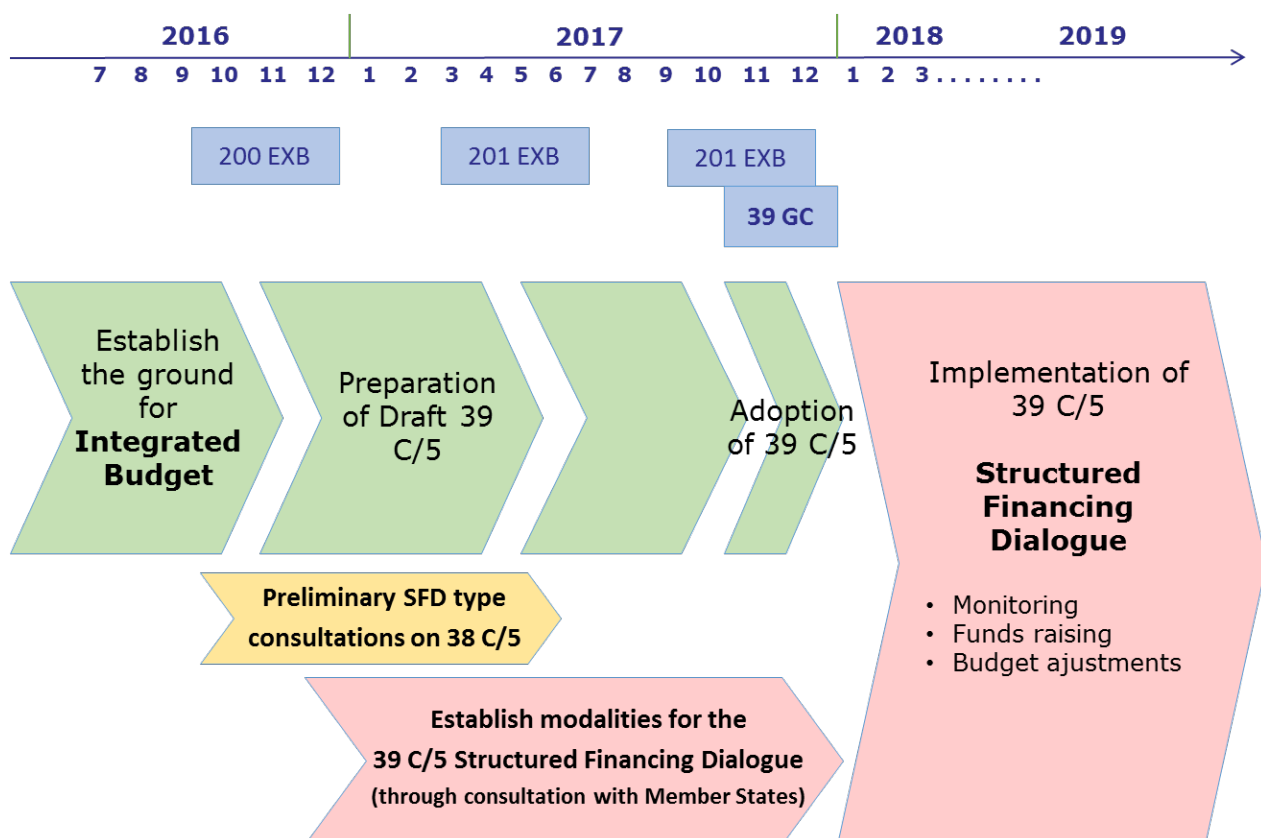 2016 2017 2018 2019
7 8 9 10 11 12 1 2 3 4 5 6 7 8 9 10 11 12 1 2 3 . . . . . . . .
200 EXB
201 EXB
201 EXB
39 GC
Establish
the ground
for
Integrated
Budget
Preparation
of Draft 39
C/5
Adoption
of 39 C/5
Implementation of
39 C/5
Structured
Financing
Dialogue
• Monitoring
• Funds raising
• Budget ajustments
Preliminary SFD type
consultations on 38 C/5
Establish modalities for the
39 C/5 Structured Financing Dialogue
(through consultation with Member States)